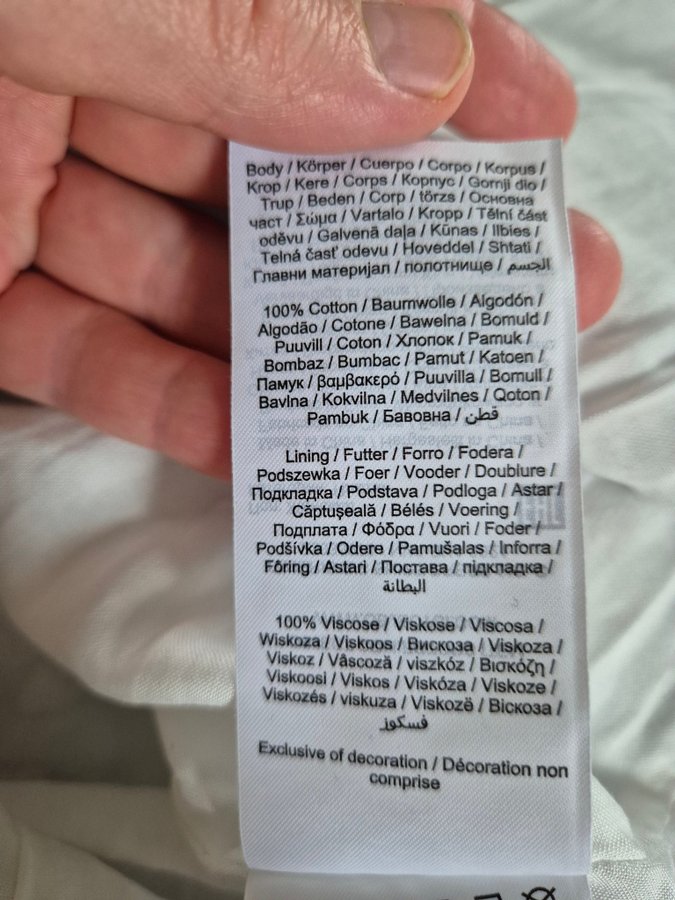 Body / Körper / Cuerpo / Corpo / Korpus /
Krop / Kere / Corps / Корпус / Gornji dio /
Trup / Beden / Corp / törzs / Основна
част / Σώμα / Vartalo / Kropp / Tělní část
oděvu / Galvenā daļa / Kūnas / Ilbies /
Telná časť odevu / Hoveddel / Shtati /
Главни материјал / полотнище / الجسم
100% Cotton / Baumwolle / Algodón /
Algodão / Cotone / Bawełna / Bomuld /
Puuvill / Coton / Хлопок / Pamuk /
Bombaz / Bumbac / Pamut / Katoen /
Памук / βαμβακερό / Puuvilla / Bomull /
Bavlna / Kokvilna / Medvilnes / Qoton /
Pambuk / Бавовна / قطن
Lining / Futter / Forro / Fodera /
Podszewka / Foer / Vooder / Doublure /
Подкладка / Podstava / Podloga / Astar /
Căptuşeală / Bélés / Voering /
Подплата / Φόδρα / Vuori / Foder /
Podšívka / Odere / Pamušalas / Inforra /
Fôring / Astari / Постава / підкладка /
البطانة
100% Viscose / Viskose / Viscosa /
Wiskoza / Viskoos / Вискоза / Viskoza /
Viskoz / Vâscoză / viszkóz / Βισκόζη /
Viskoosi / Viskos / Viskóza / Viskoze /
Viskozės / viskuza / Viskozë / Віскоза /
فسكوز
Exclusive of decoration / Décoration non
comprise